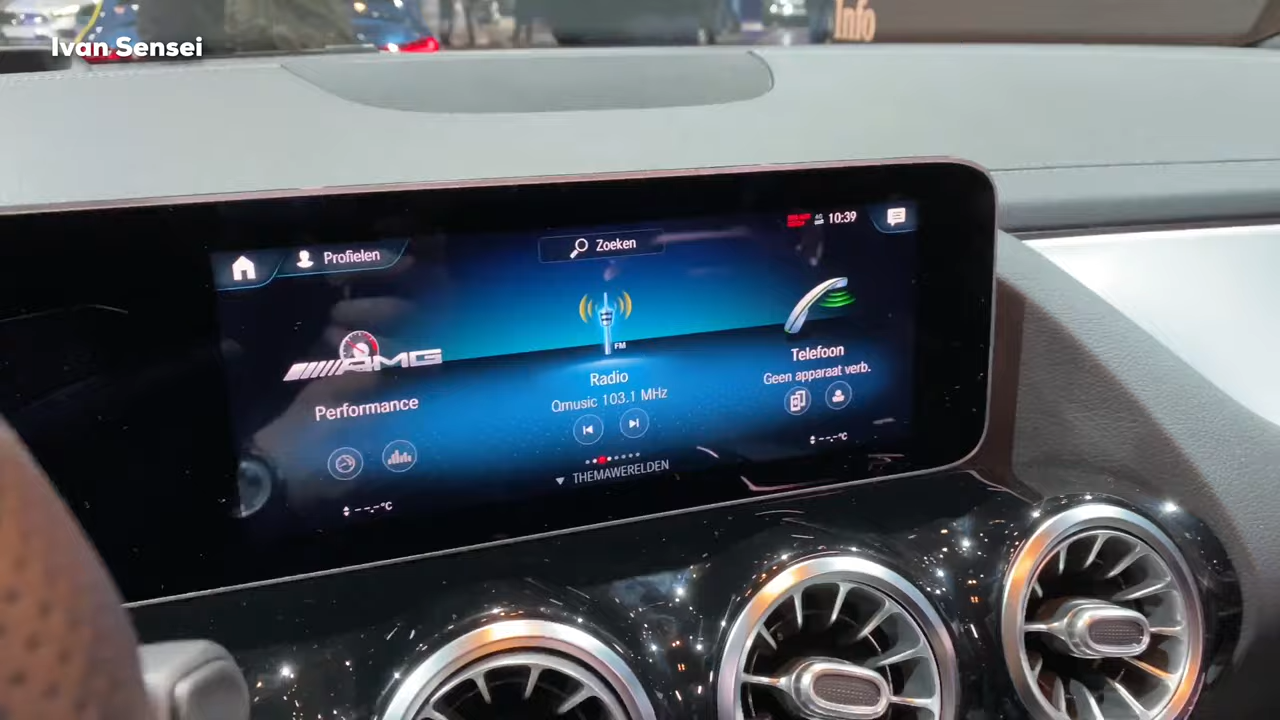 Ivan Sensei
Info
10:39
Zoeken
Profielen
AMG
FM
Performance
Radio
Qmusic 103.1 MHz
Telefoon
Geen apparaat verb.
THEMAWERELDEN
--,-°C
--,-°C